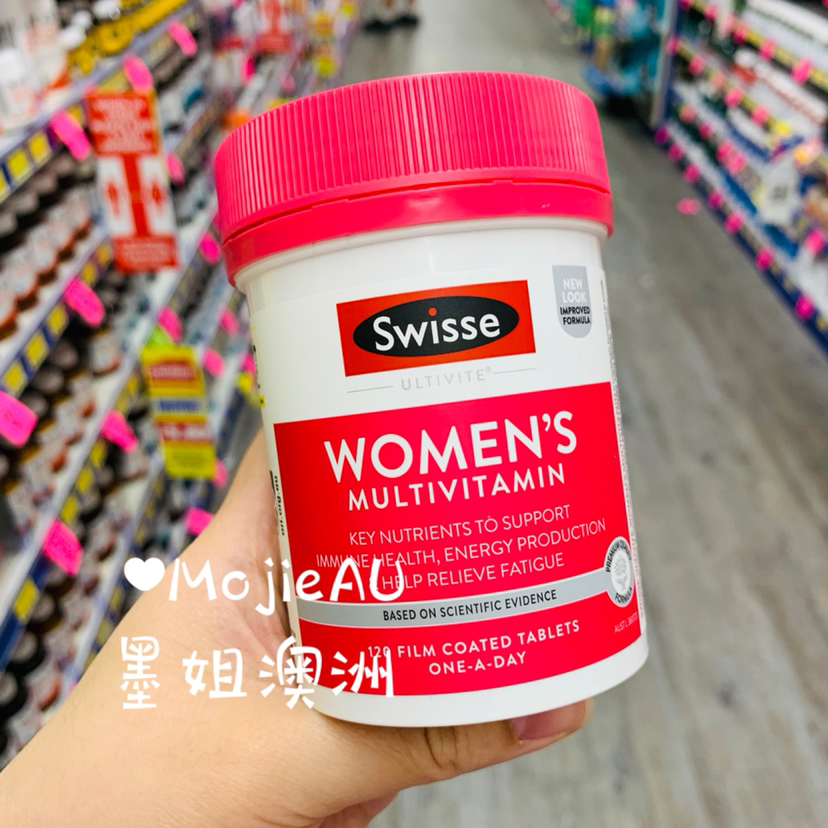 Swisse
ULTIVITE®
NEW
LOOK
IMPROVED
FORMULA
WOMEN'S
MULTIVITAMIN
KEY NUTRIENTS TO SUPPORT
IMMUNE HEALTH, ENERGY PRODUCTION
& HELP RELIEVE FATIGUE
BASED ON SCIENTIFIC EVIDENCE
120 FILM COATED TABLETS
ONE-A-DAY
❤MojieAU
墨姐澳洲